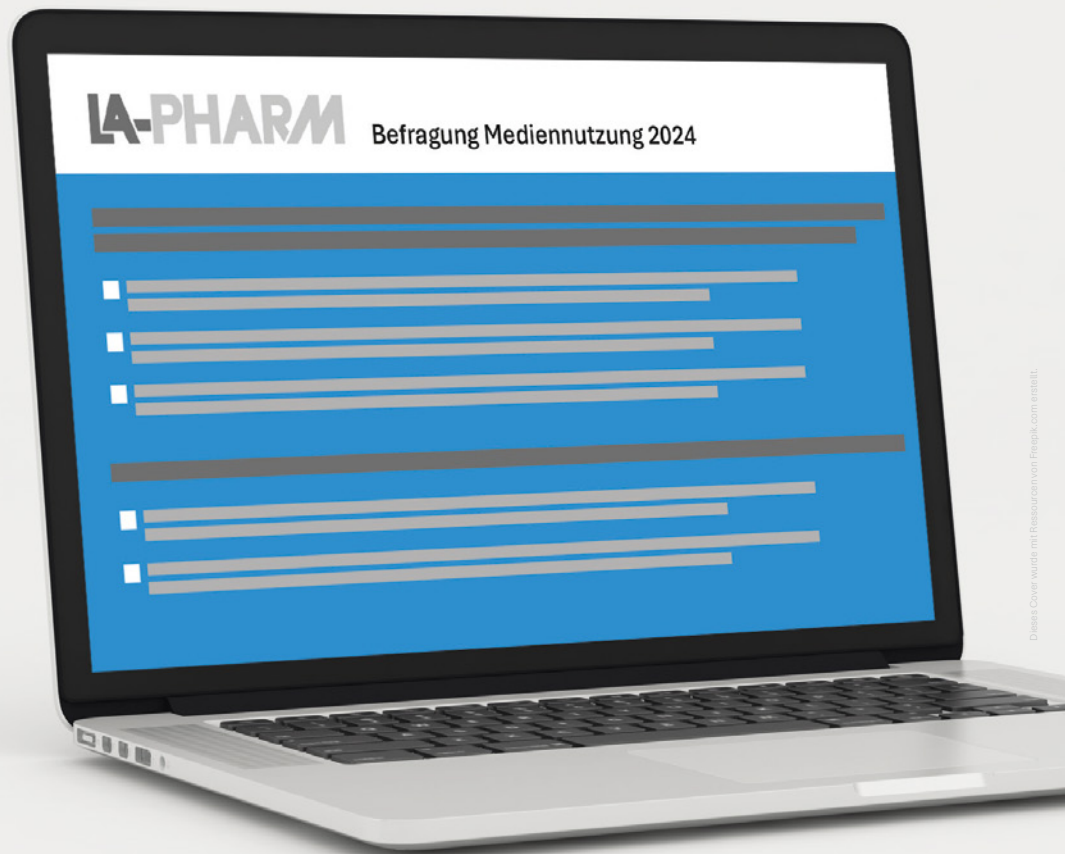 LA-PHARM
Befragung Mediennutzung 2024
Dieses Cover wurde mit Ressourcen von Freepik.com erstellt.